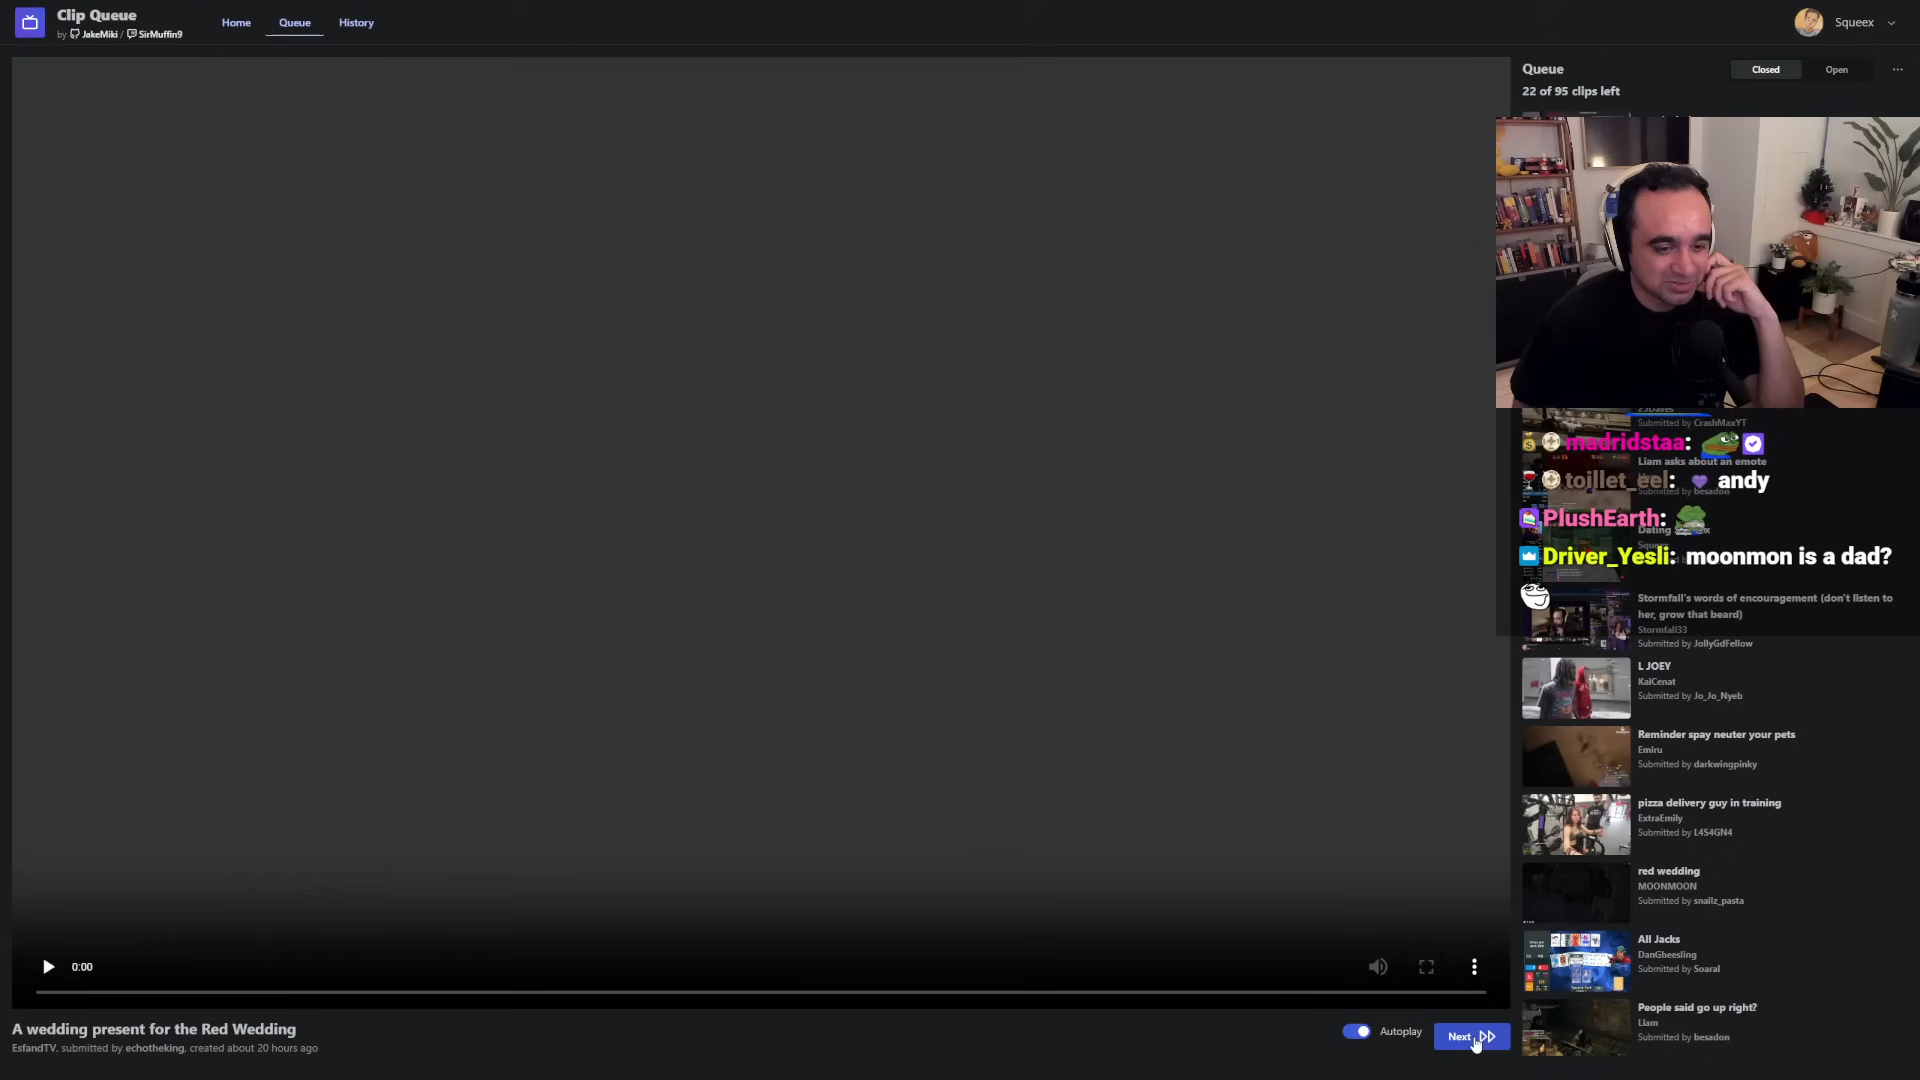 Clip Queue
by JakeMiki / SirMuffin9
Home
Queue
History
Squeex
Queue
Closed
Open
22 of 95 clips left
Submitted by CrashMaxYT
madridstaa:
Liam asks about an emote
toillet_eel: andy
Submitted by besadon
PlushEarth:
Driver_Yesli: moonmon is a dad?
Stormfall's words of encouragement (don't listen to
her, grow that beard)
Stormfall33
Submitted by JollyGdFellow
L JOEY
KaiCenat
Submitted by Jo_Jo_Nyeb
Reminder spay neuter your pets
Emiru
Submitted by darkwingpinky
pizza delivery guy in training
ExtraEmily
Submitted by L4S4GN4
red wedding
MOONMOON
Submitted by snailz_pasta
All Jacks
DanGheesling
Submitted by Soaral
People said go up right?
Liam
Submitted by besadon
0:00
A wedding present for the Red Wedding
EsfandTV, submitted by echotheking, created about 20 hours ago
Autoplay
Next